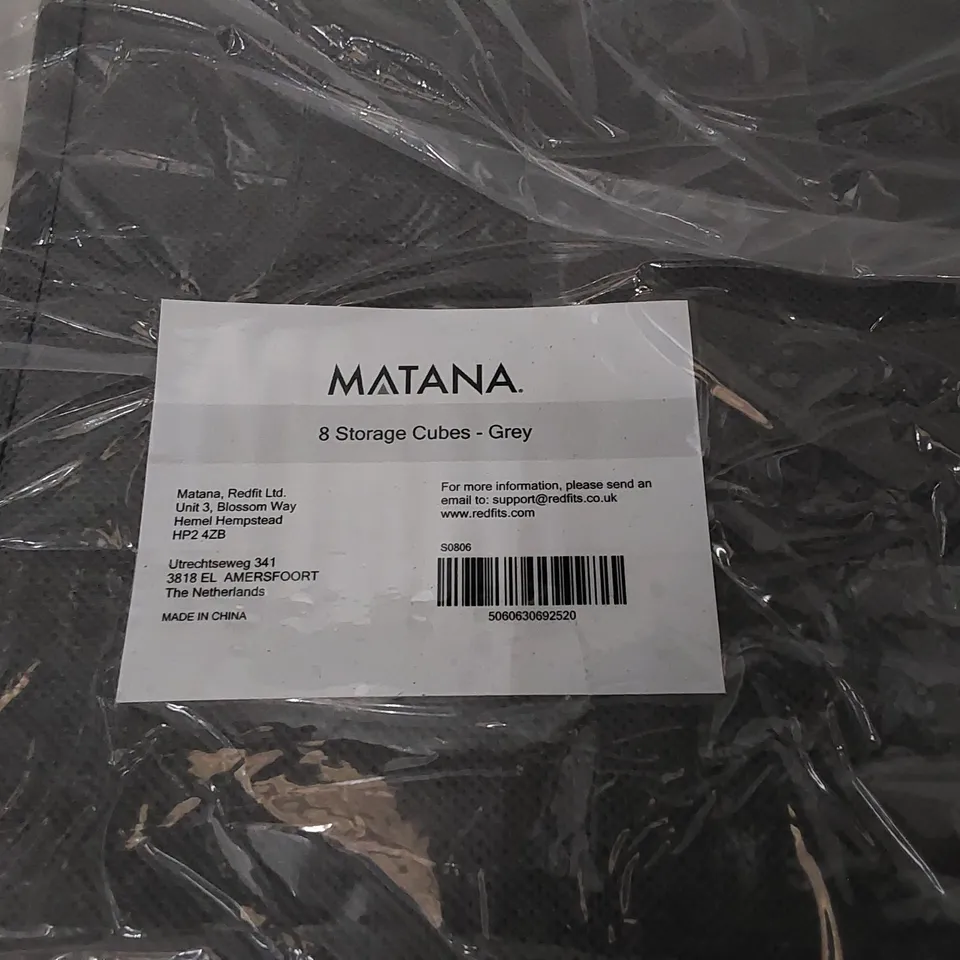 MATANA.
8 Storage Cubes - Grey
Matana, Redfit Ltd.
Unit 3, Blossom Way
Hemel Hempstead
HP2 4ZB
Utrechtseweg 341
3818 EL AMERSFOORT
The Netherlands
MADE IN CHINA
For more information, please send an
email to: support@redfits.co.uk
www.redfits.com
S0806
5060630692520